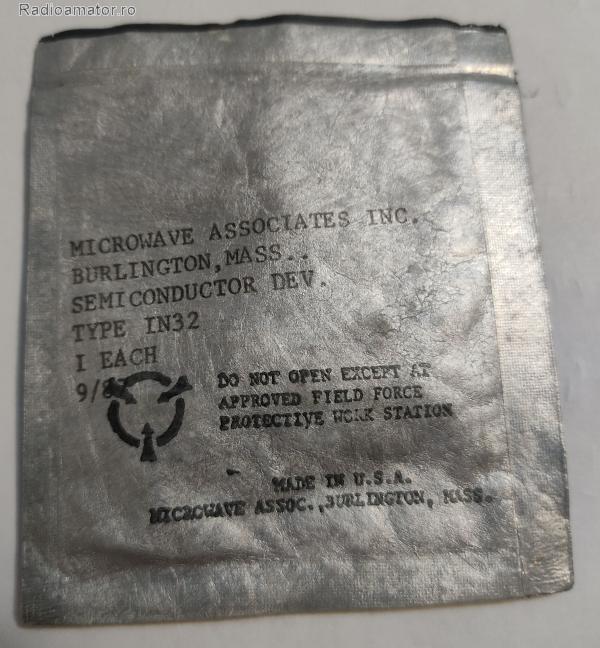 Radioamator.ro
MICROWAVE ASSOCIATES INC.
BURLINGTON, MASS..
SEMICONDUCTOR DEV.
TYPE IN32
I EACH
9/
DO NOT OPEN EXCEPT AT
APPROVED FIELD FORCE
PROTECTIVE WORK STATION
MADE IN U.S.A.
MICROWAVE ASSOC., BURLINGTON, MASS.